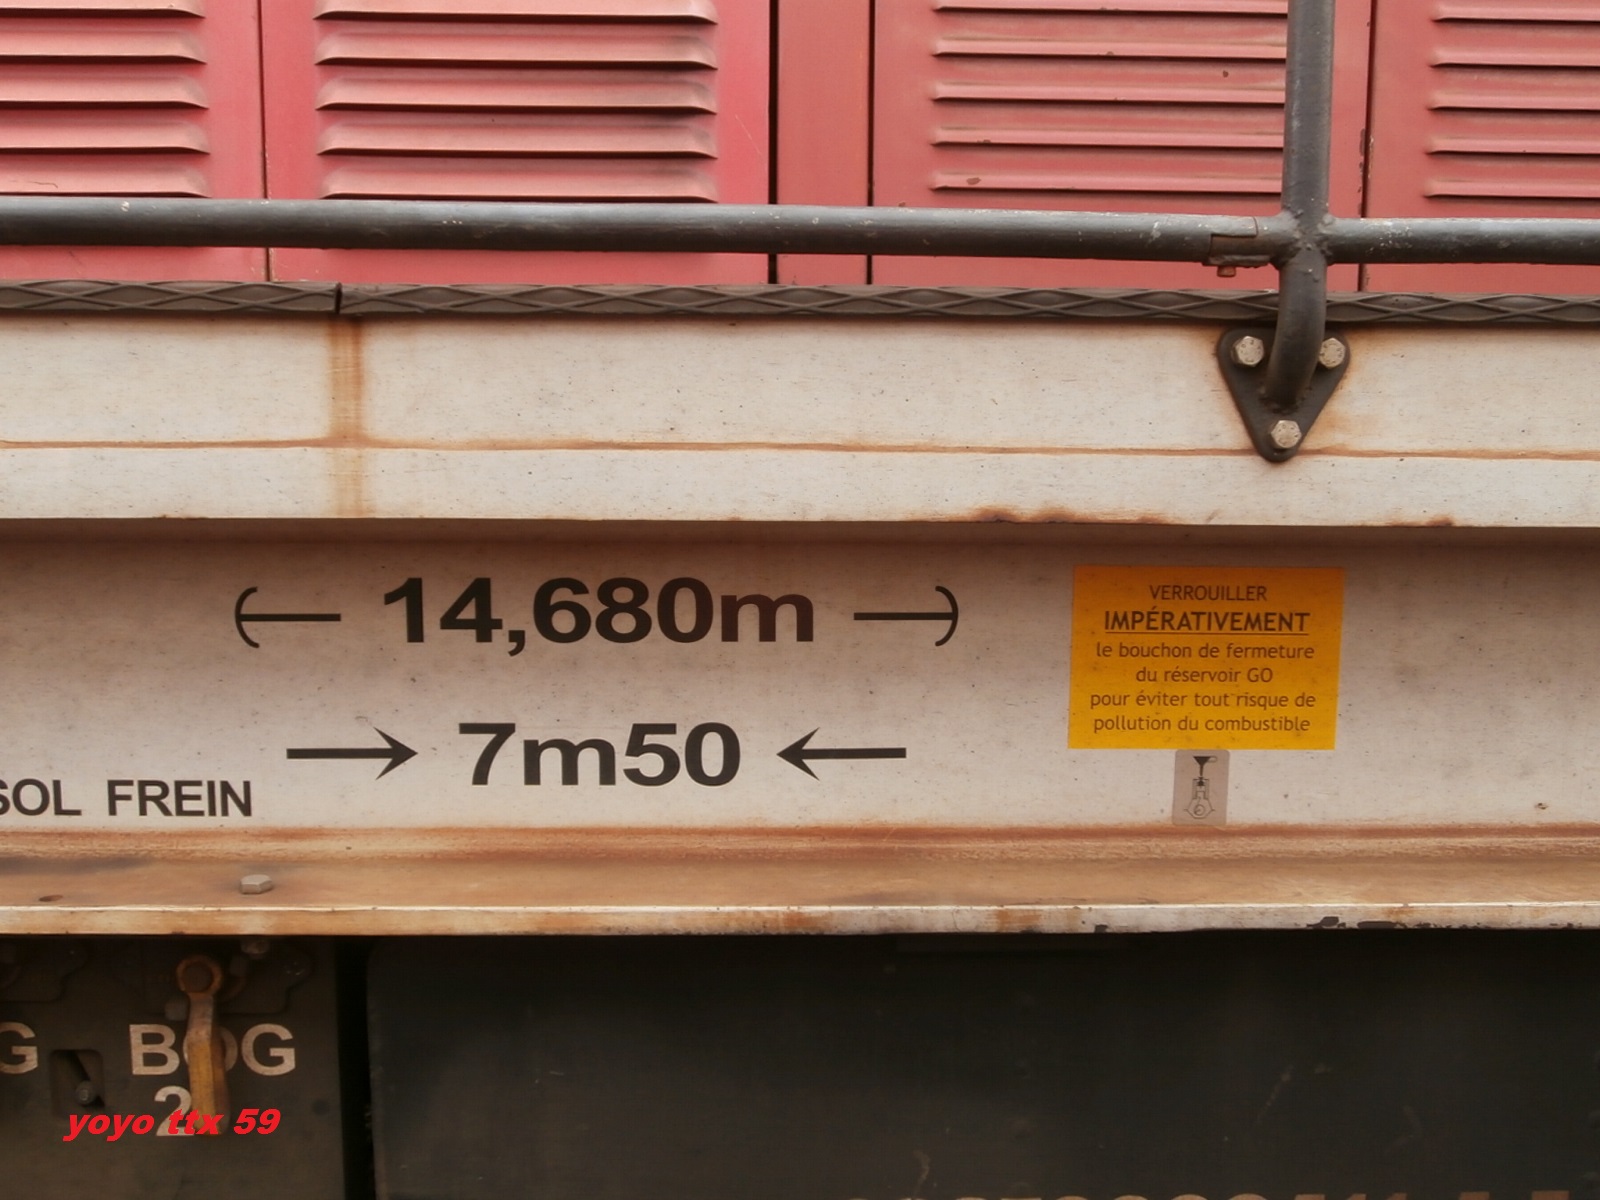 14,680m
VERROUILLER
IMPÉRATIVEMENT
le bouchon de fermeture
du réservoir GO
pour éviter tout risque de
pollution du combustible
7m50
SOL FREIN
G
BOG
2
yoyo ttx 59